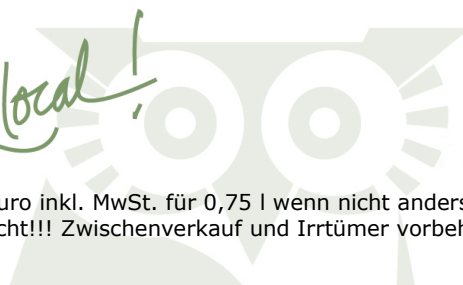 local!
uro inkl. MwSt. für 0,75 l wenn nicht anders
cht!!! Zwischenverkauf und Irrtümer vorbeh